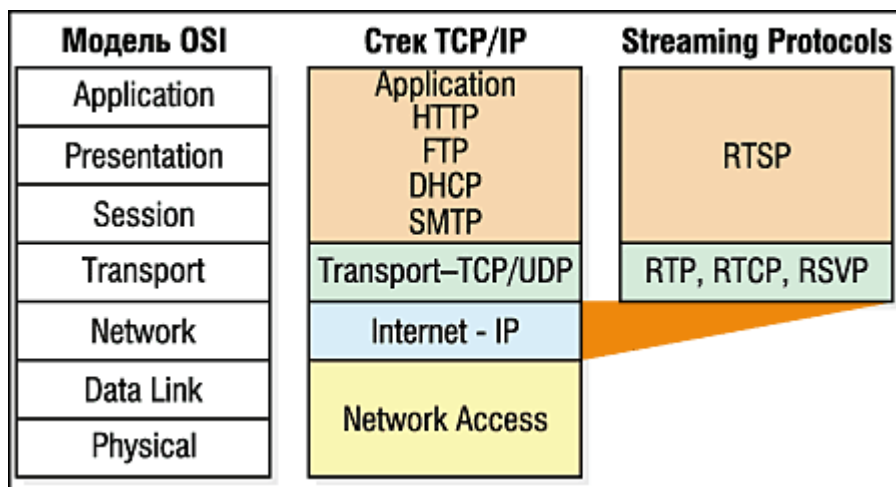 Модель OSI
Application
Presentation
Session
Transport
Network
Data Link
Physical
Стек TCP/IP
Application
HTTP
FTP
DHCP
SMTP
Transport–TCP/UDP
Internet - IP
Network Access
Streaming Protocols
RTSP
RTP, RTCP, RSVP